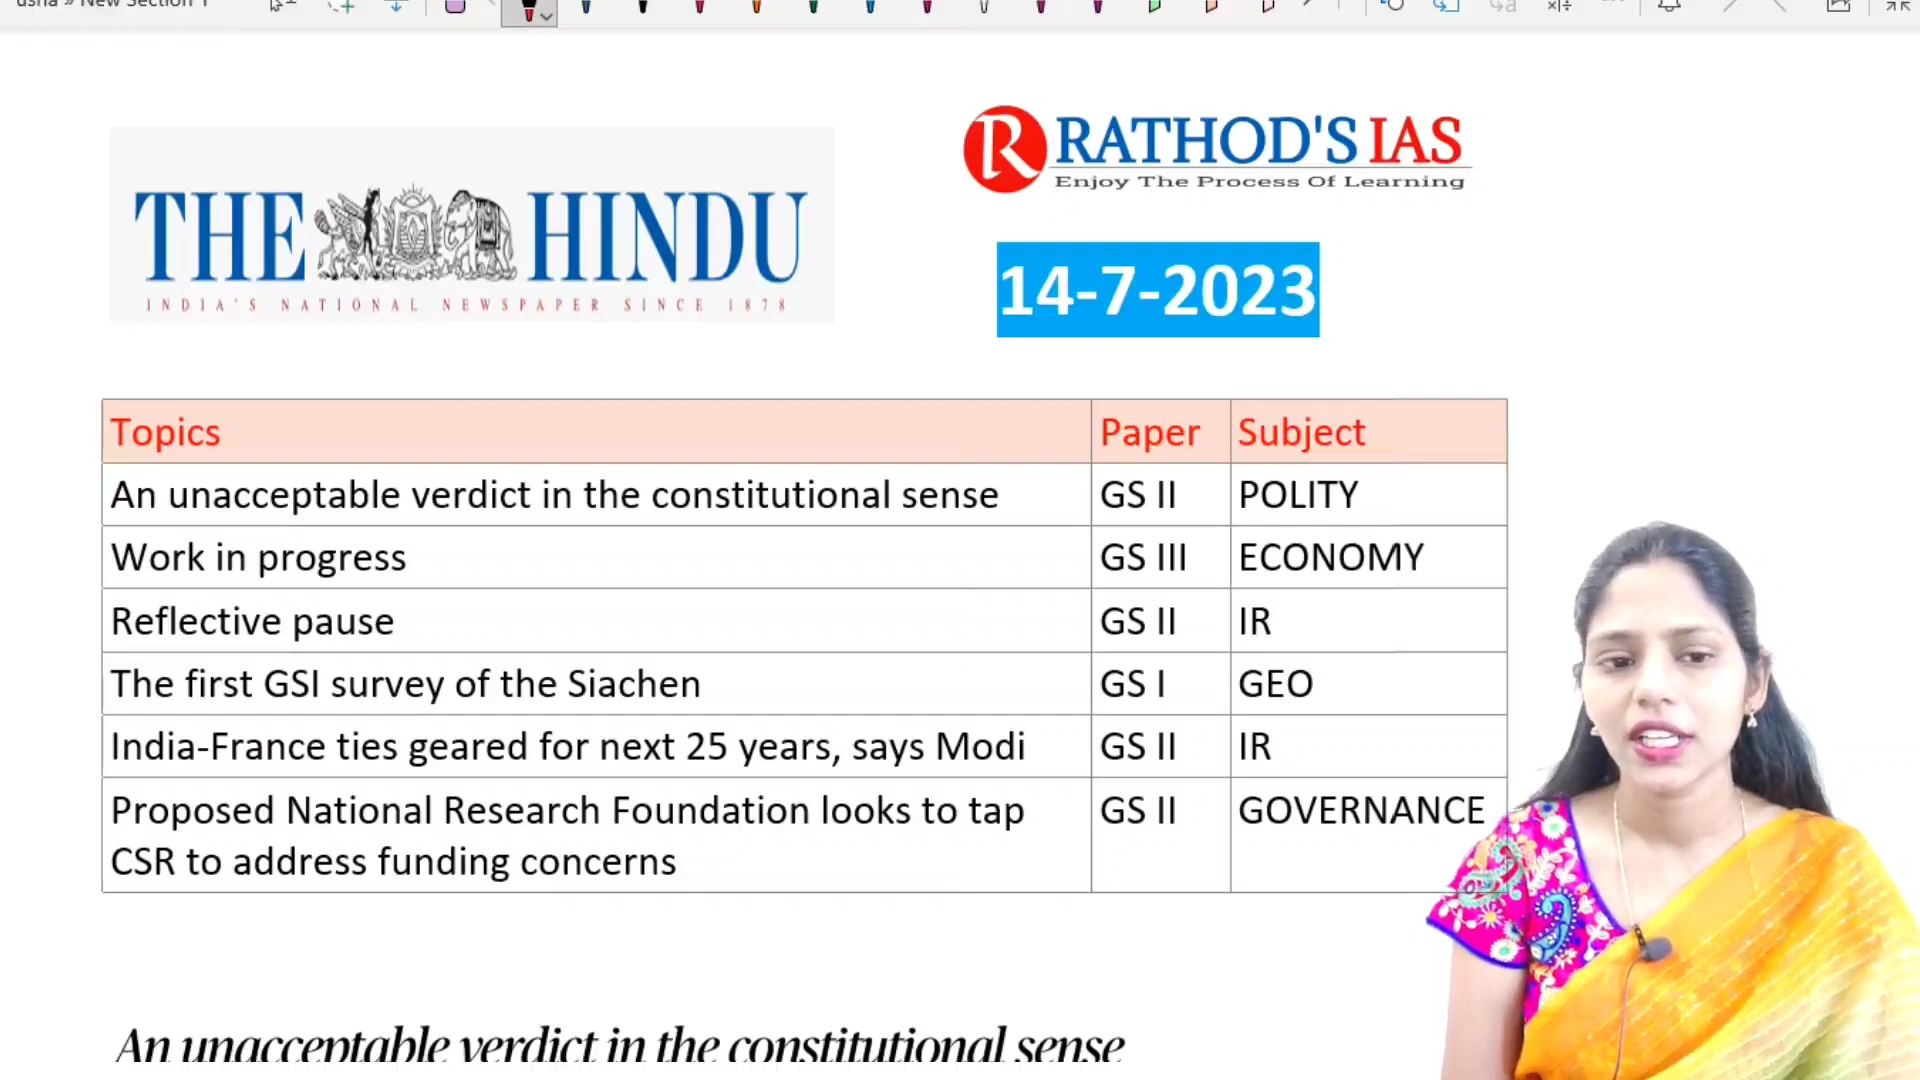 New Section 1
THE HINDU
INDIA'S NATIONAL NEWSPAPER SINCE 1878
R RATHOD'S IAS
Enjoy The Process Of Learning
14-7-2023
Topics Paper Subject
An unacceptable verdict in the constitutional sense GS II POLITY
Work in progress GS III ECONOMY
Reflective pause GS II IR
The first GSI survey of the Siachen GS I GEO
India-France ties geared for next 25 years, says Modi GS II IR
Proposed National Research Foundation looks to tap GS II GOVERNANCE
CSR to address funding concerns
An unacceptable verdict in the constitutional sense